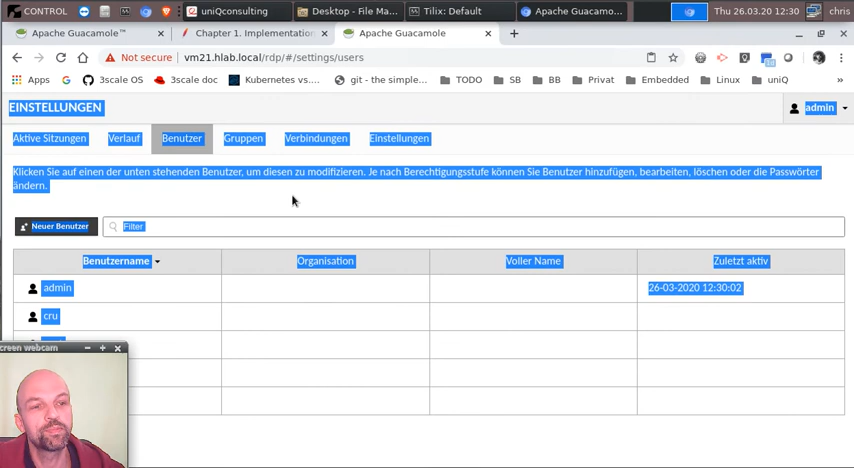 CONTROL
uniQconsulting
Desktop - File Ma...
Tilix: Default
Apache Guacamo...
Thu 26.03.20 12:30
chris
Apache Guacamole™
Chapter 1. Implementation
Apache Guacamole
Not secure
vm21.hlab.local/rdp/#/settings/users
Apps
G
3scale OS
3scale doc
Kubernetes vs....
git - the simple...
TODO
SB
BB
Privat
Embedded
Linux
uniQ
»
EINSTELLUNGEN
admin
Aktive Sitzungen
Verlauf
Benutzer
Gruppen
Verbindungen
Einstellungen
Klicken Sie auf einen der unten stehenden Benutzer, um diesen zu modifizieren. Je nach Berechtigungsstufe können Sie Benutzer hinzufügen, bearbeiten, löschen oder die Passwörter
ändern.
Neuer Benutzer
Filter
Benutzername
Organisation
Voller Name
Zuletzt aktiv
admin
26-03-2020 12:30:02
cru
creen webcam